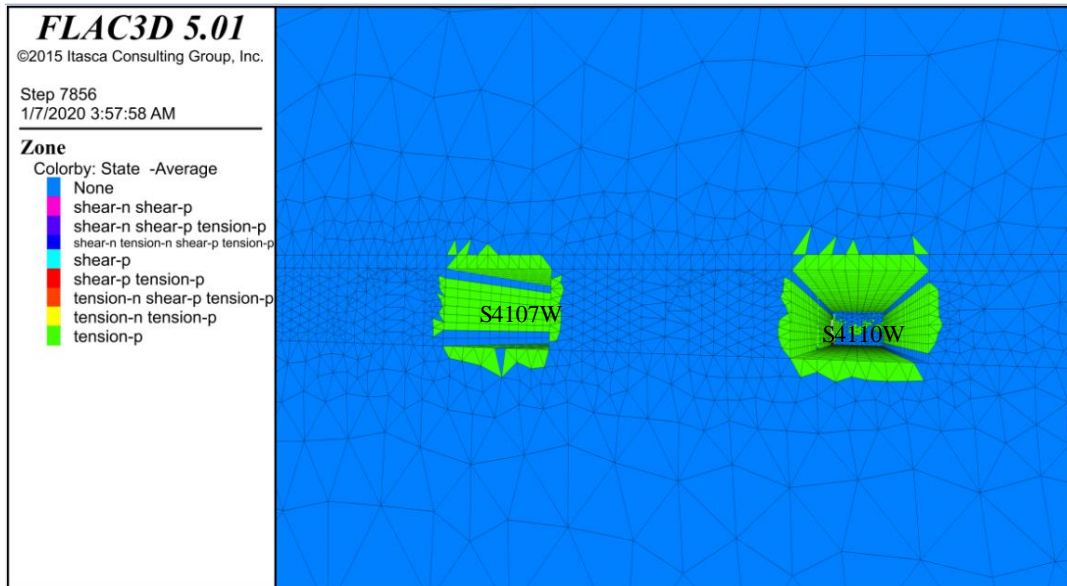 FLAC3D 5.01
©2015 Itasca Consulting Group, Inc.
Step 7856
1/7/2020 3:57:58 AM
Zone
Colorby: State -Average
None
shear-n shear-p
shear-n shear-p tension-p
shear-n tension-n shear-p tension-p
shear-p
shear-p tension-p
tension-n shear-p tension-p
tension-n tension-p
tension-p
S4107W
S4110W